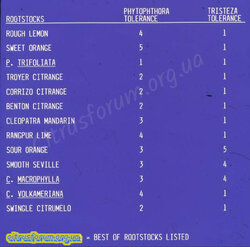 PHYTOPHTHORA TRISTEZA
ROOTSTOCKS TOLERANCE TOLERANCE
ROUGH LEMON 4 1
SWEET ORANGE 5 1
P. TRIFOLIATA 1 1
TROYER CITRANGE 2 1
CORRIZO CITRANGE 2 1
BENTON CITRANGE 2 1
CLEOPATRA MANDARIN 3 1
RANGPUR LIME 4 1
SOUR ORANGE 3 5
SMOOTH SEVILLE 3 4
C. MACROPHYLLA 3 4
C. VOLKAMERIANA 4 1
SWINGLE CITRUMELO 2 1
= BEST OF ROOTSTOCKS LISTED
citrusforum.org.ua
citrusforum.org.ua